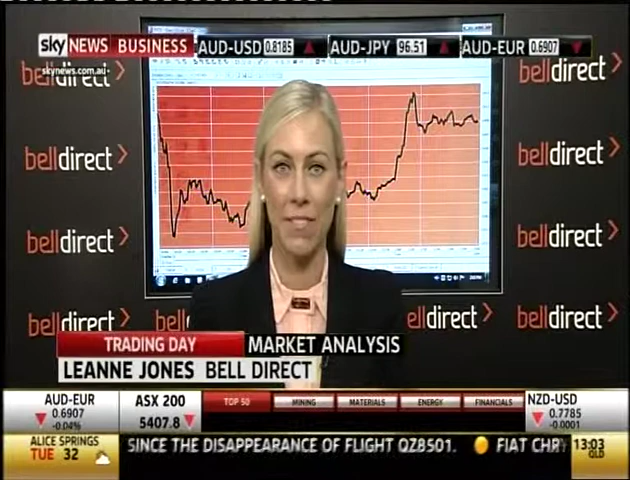 sky NEWS BUSINESS AUD-USD 0.8185 AUD-JPY 96.51 AUD-EUR 0.6907
skynews.com.au
belldirect
belldirect
belldirect
belldirect
belldirect
belldirect
belldirect
belldirect
bell
elldirect
belldirect
TRADING DAY MARKET ANALYSIS
LEANNE JONES BELL DIRECT
AUD-EUR
0.6907
-0.04%
ASX 200
5407.8
TOP 50 MINING MATERIALS ENERGY FINANCIALS
NZD-USD
0.7785
-0.0001
ALICE SPRINGS
TUE 32
SINCE THE DISAPPEARANCE OF FLIGHT QZ8501. FIAT CHRY
13:03
QLD